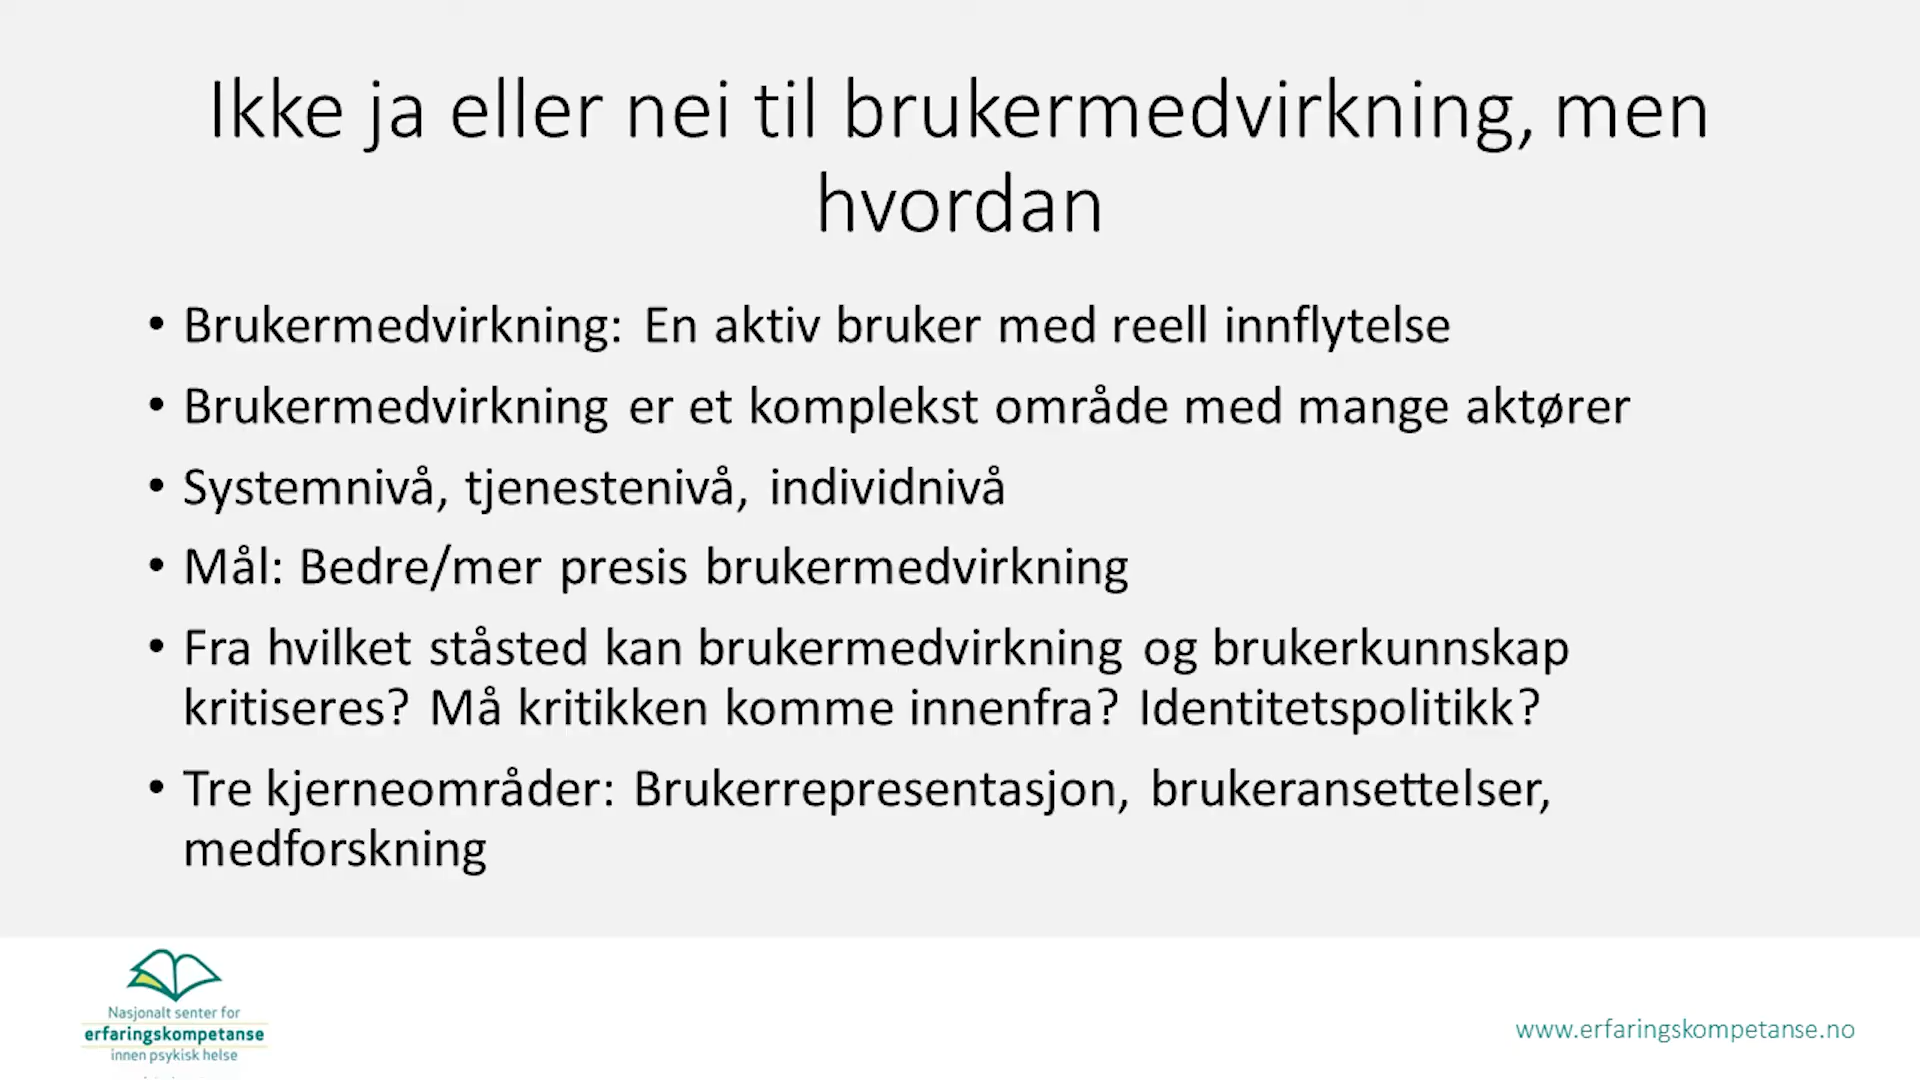 Ikke ja eller nei til brukermedvirkning, men
hvordan
• Brukermedvirkning: En aktiv bruker med reell innflytelse
• Brukermedvirkning er et komplekst område med mange aktører
• Systemnivå, tjenestenivå, individnivå
• Mål: Bedre/mer presis brukermedvirkning
• Fra hvilket ståsted kan brukermedvirkning og brukerkunnskap
kritiseres? Må kritikken komme innenfra? Identitetspolitikk?
• Tre kjerneområder: Brukerrepresentasjon, brukeransettelser,
medforskning
Nasjonalt senter for
erfaringskompetanse
innen psykisk helse
www.erfaringskompetanse.no